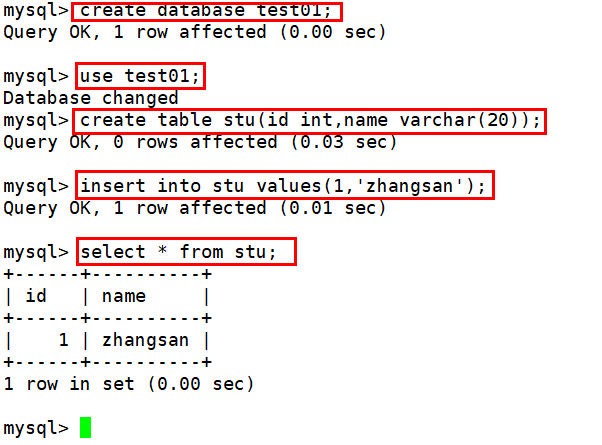 mysql> create database test01;
Query OK, 1 row affected (0.00 sec)
mysql> use test01;
Database changed
mysql> create table stu(id int,name varchar(20));
Query OK, 0 rows affected (0.03 sec)
mysql> insert into stu values(1,'zhangsan');
Query OK, 1 row affected (0.01 sec)
mysql> select * from stu;
+------+----------+
| id   | name     |
+------+----------+
|    1 | zhangsan |
+------+----------+
1 row in set (0.00 sec)
mysql>